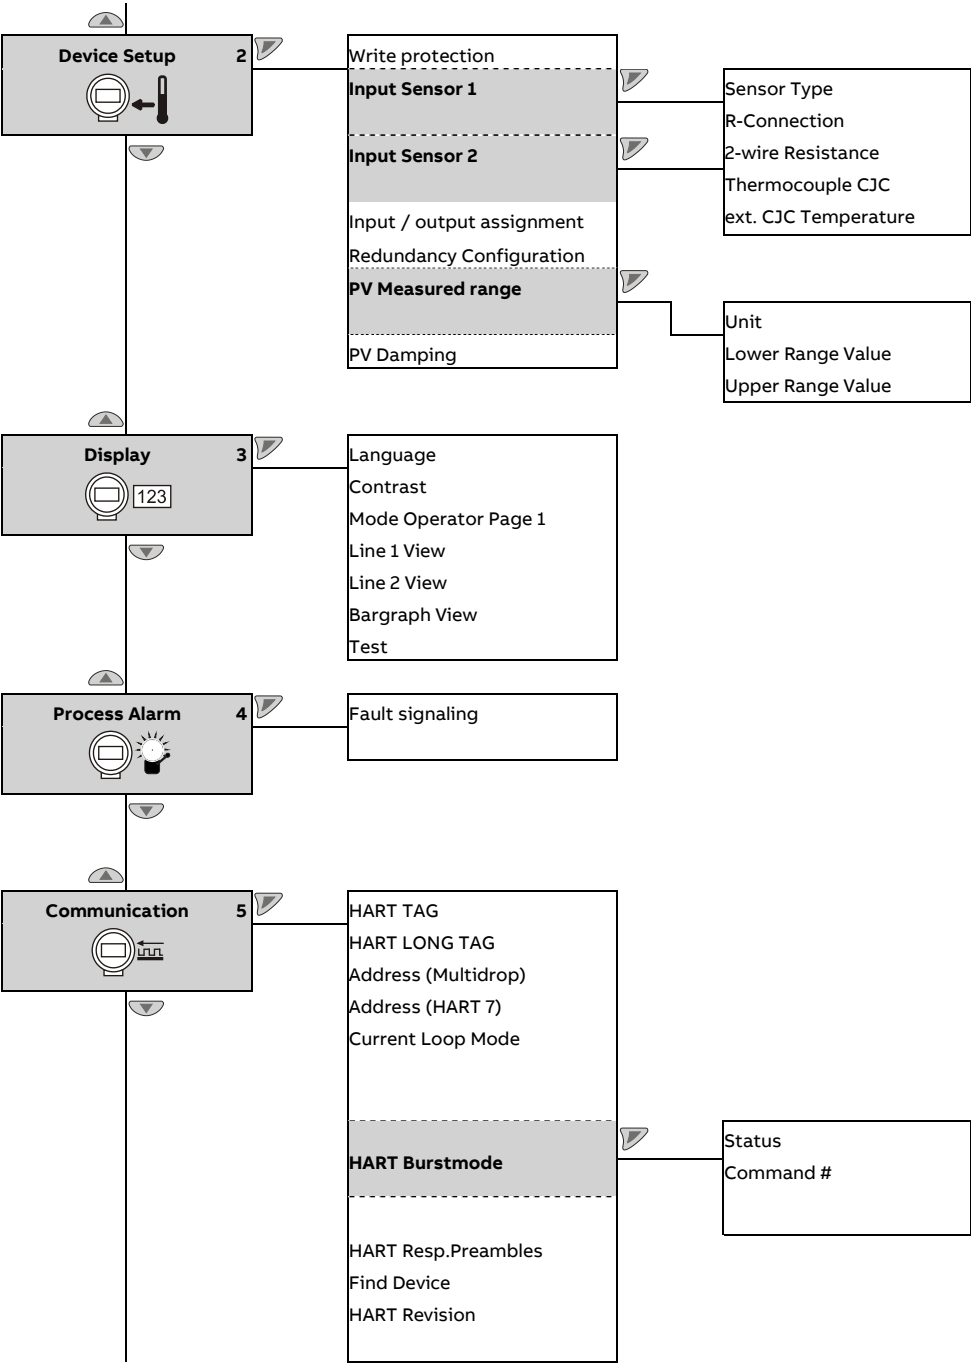 Device Setup 2
Write protection
Input Sensor 1
Input Sensor 2
Input / output assignment
Redundancy Configuration
PV Measured range
PV Damping
Sensor Type
R-Connection
2-wire Resistance
Thermocouple CJC
ext. CJC Temperature
Unit
Lower Range Value
Upper Range Value
Display 3
123
Language
Contrast
Mode Operator Page 1
Line 1 View
Line 2 View
Bargraph View
Test
Process Alarm 4
Fault signaling
Communication 5
HART TAG
HART LONG TAG
Address (Multidrop)
Address (HART 7)
Current Loop Mode
HART Burstmode
HART Resp.Preambles
Find Device
HART Revision
Status
Command #